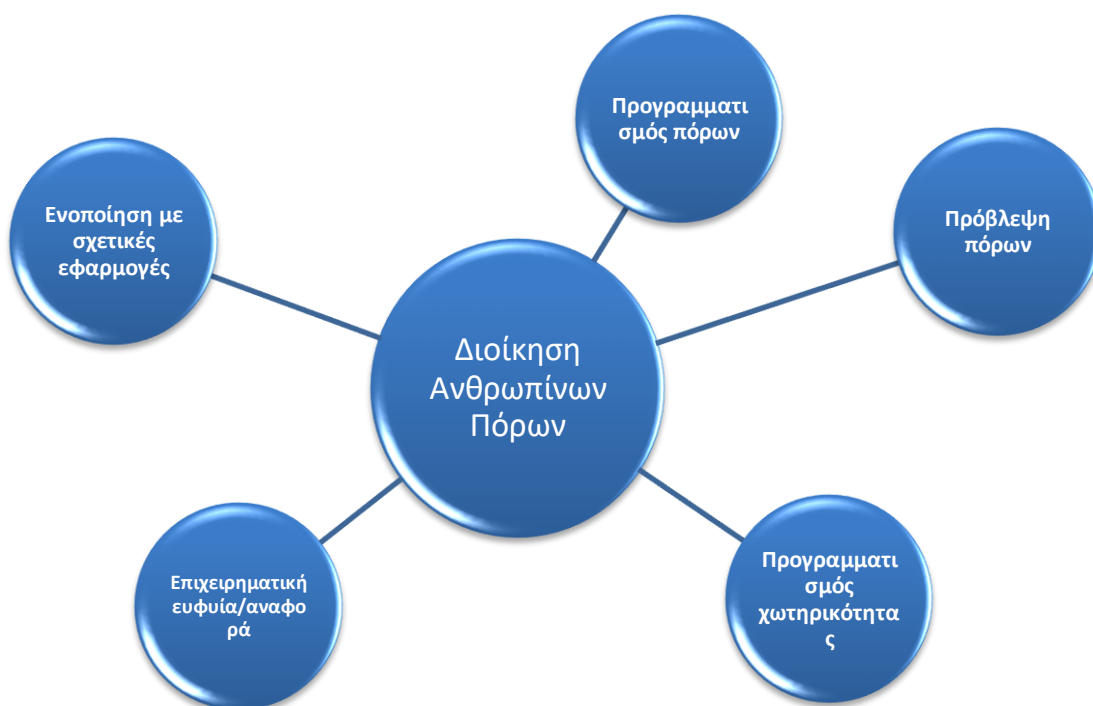 Προγραμματι
σμός πόρων
Ενοποίηση με
σχετικές
εφαρμογές
Πρόβλεψη
πόρων
Διοίκηση
Ανθρωπίνων
Πόρων
Επιχειρηματική
ευφυία/αναφο
ρά
Προγραμματι
σμός
χωτηρικότητα
ς